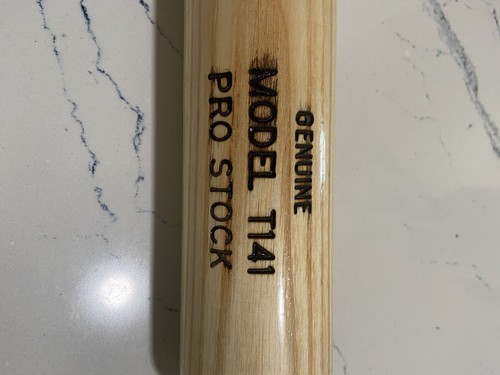 GENUINE
MODEL T141
PRO STOCK